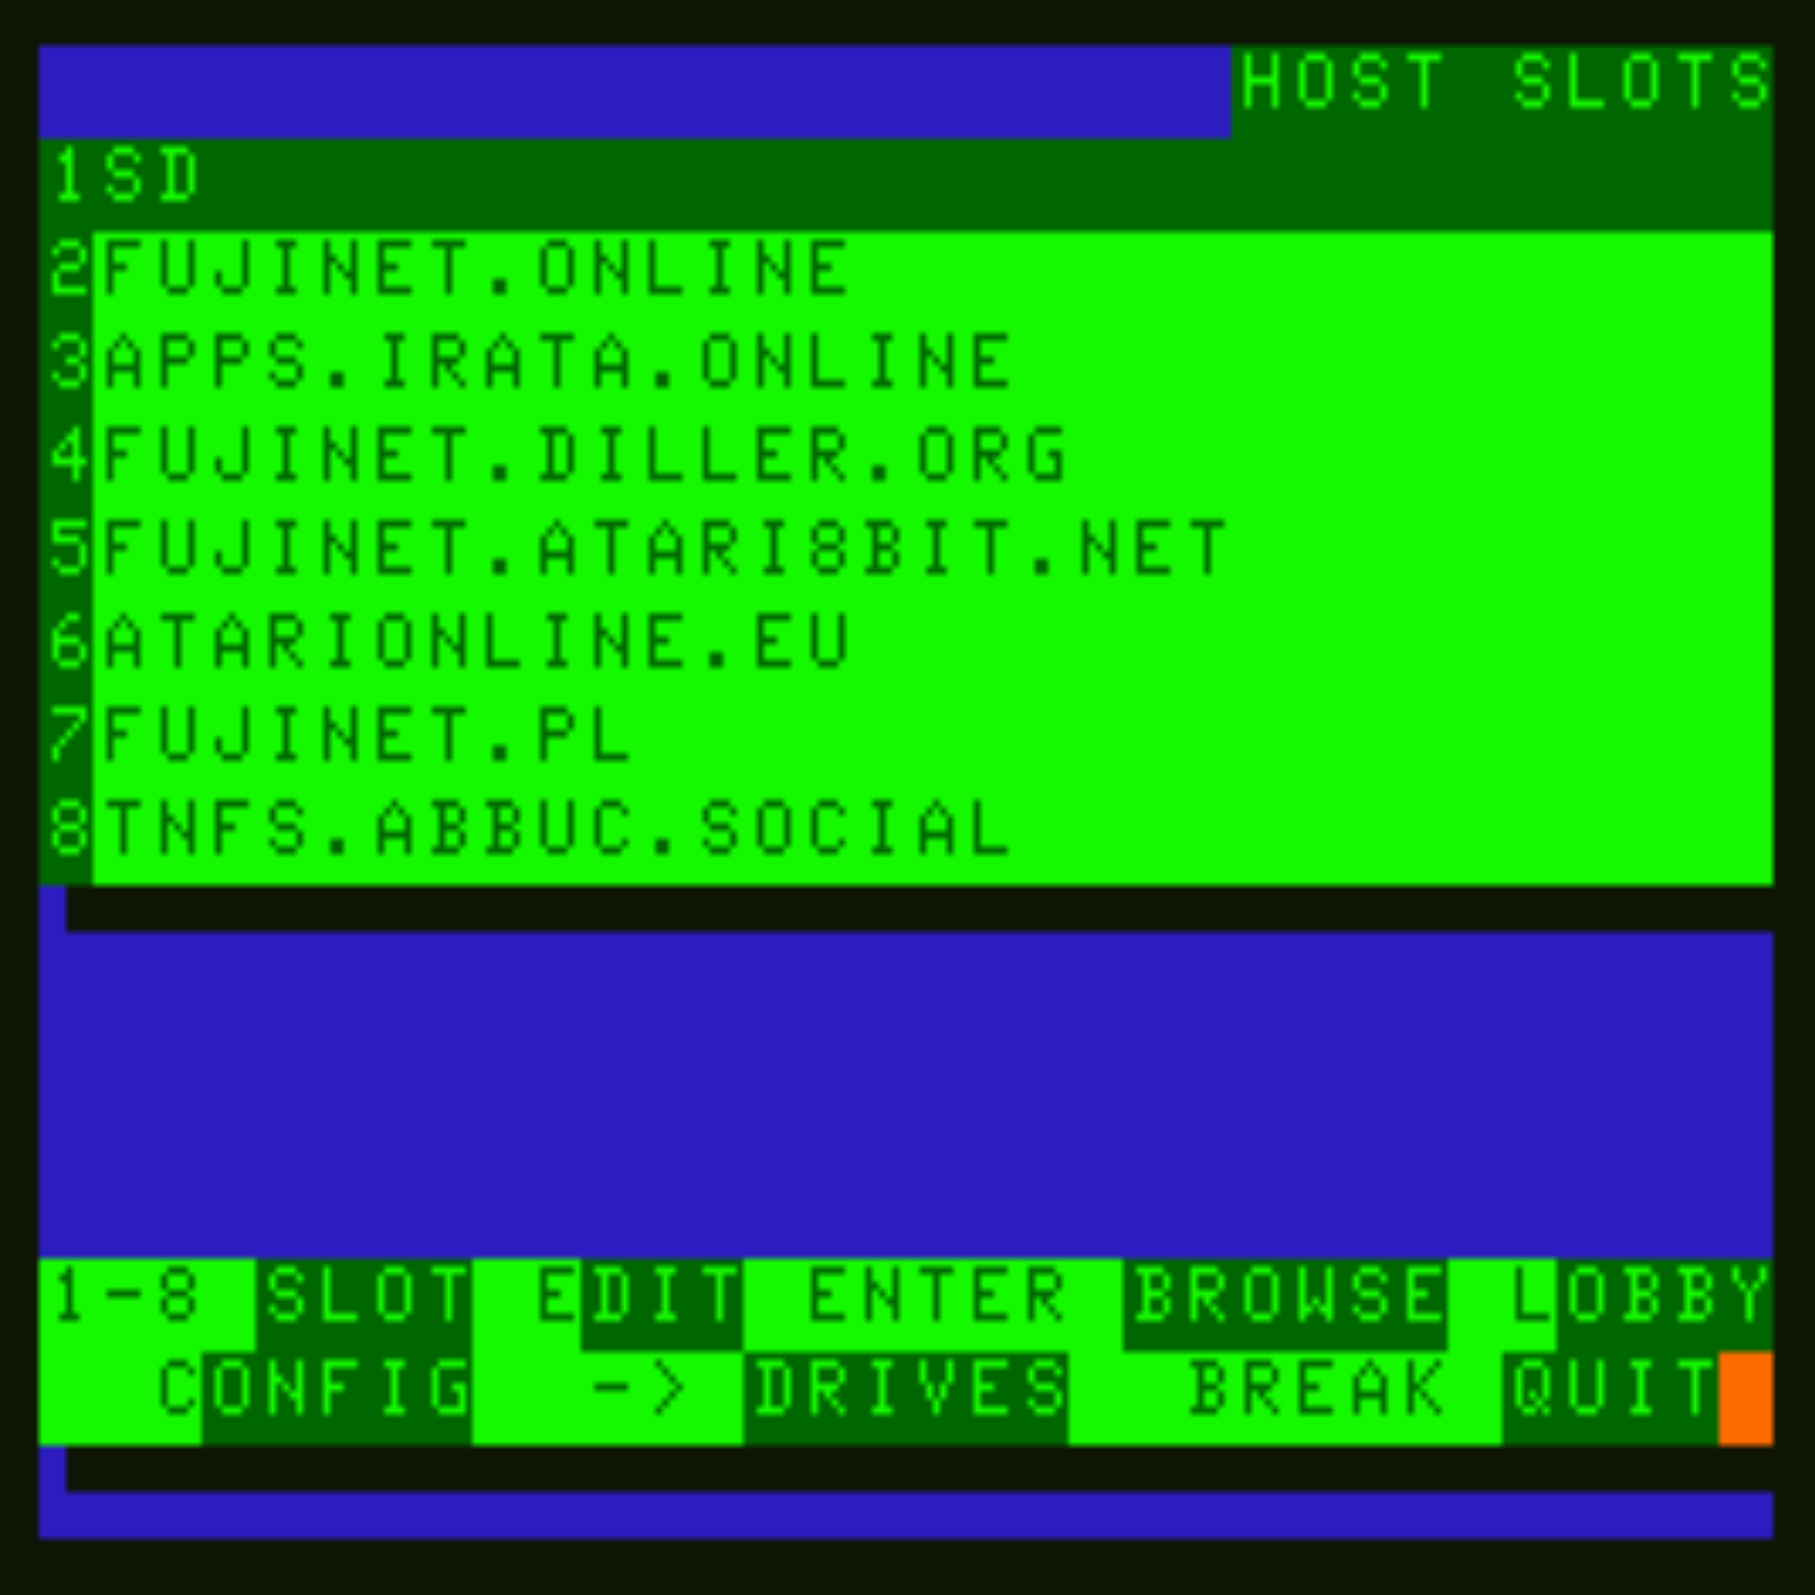 HOST SLOTS
1SD
2FUJINET.ONLINE
3APPS.IRATA.ONLINE
4FUJINET.DILLER.ORG
5FUJINET.ATARI8BIT.NET
6ATARIONLINE.EU
7FUJINET.PL
8TNFS.ABBUC.SOCIAL
1-8 SLOT EDIT ENTER BROWSE LOBBY
CONFIG -> DRIVES BREAK QUIT